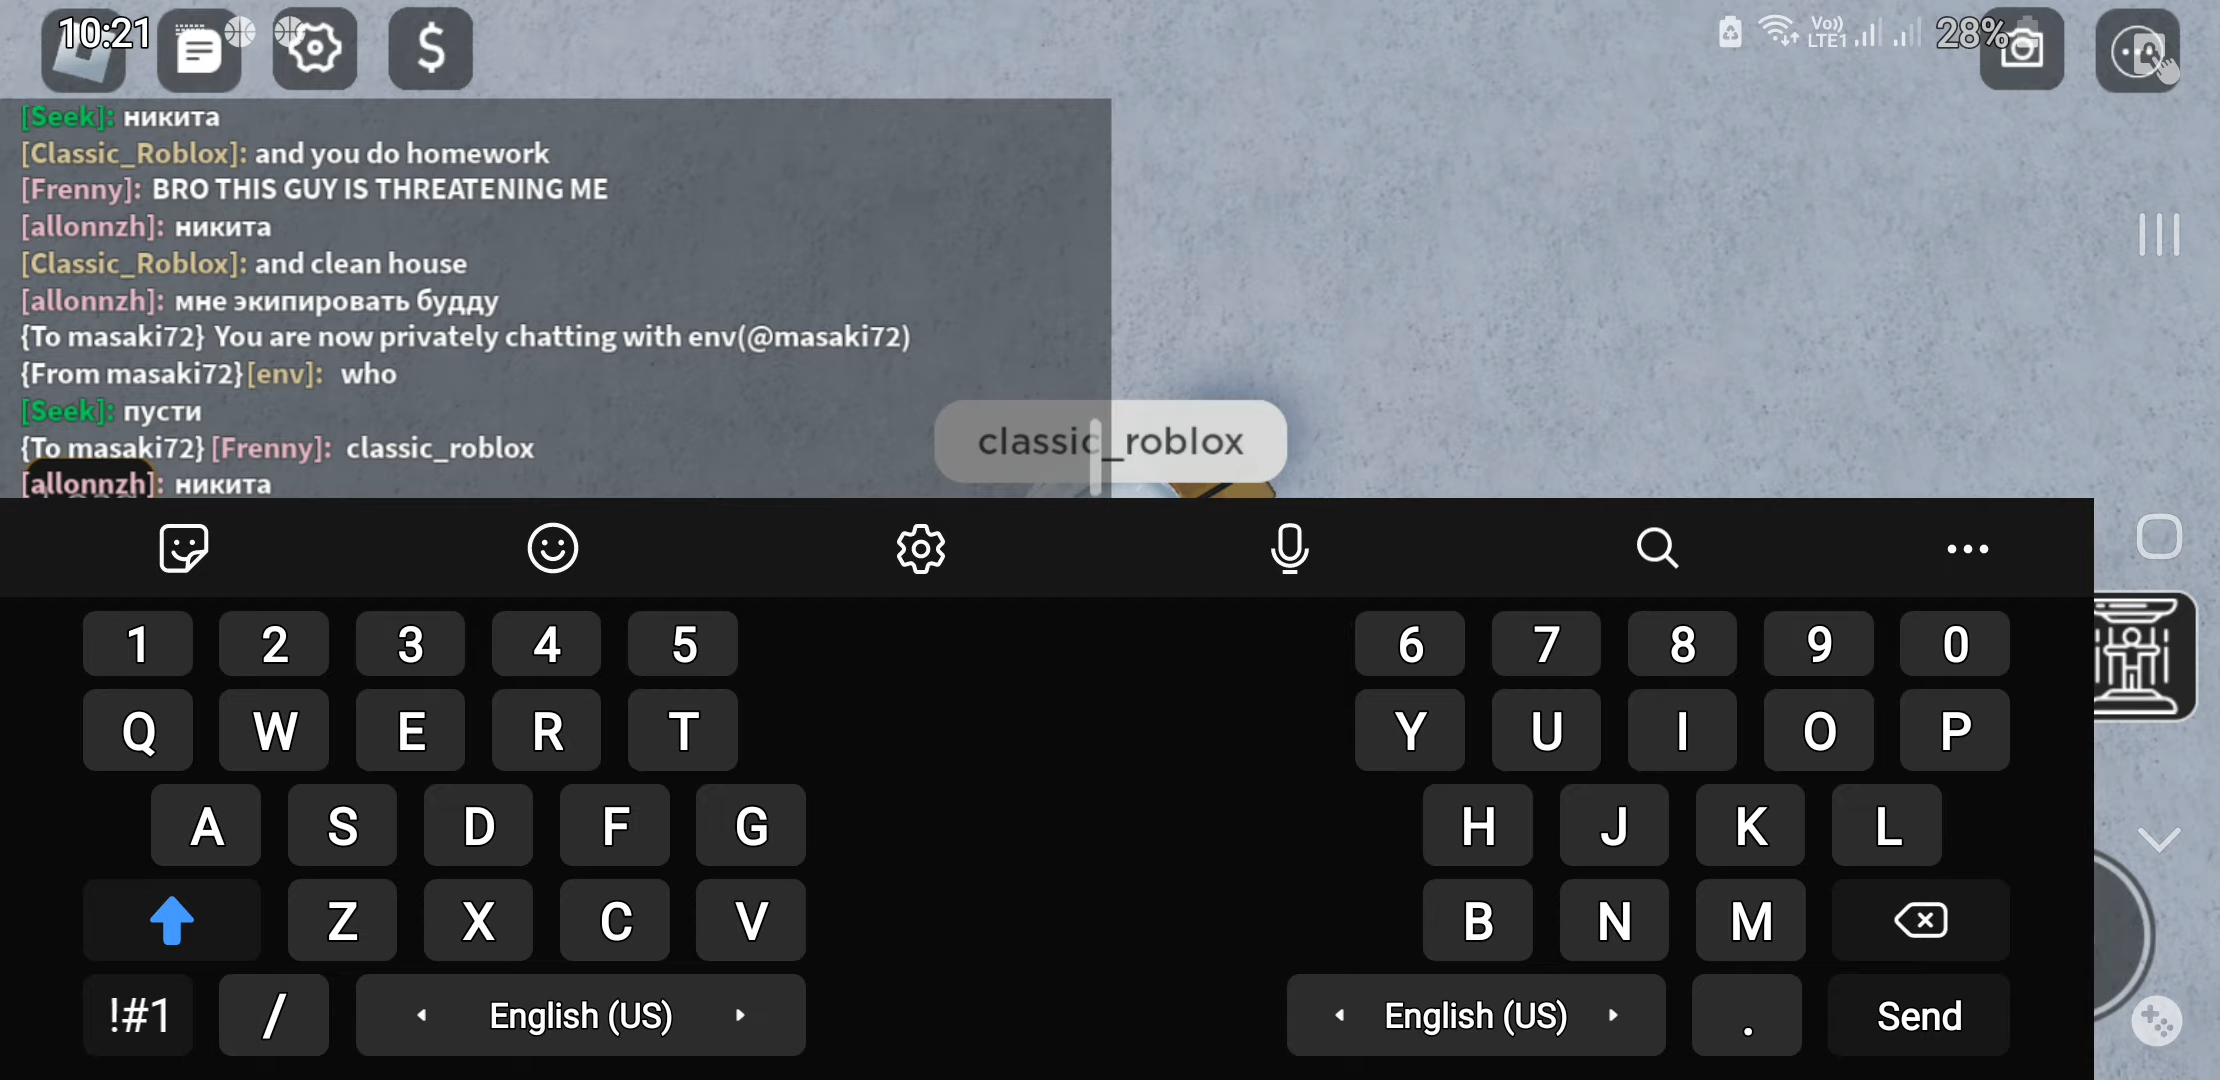 10:21
Vo)) LTE1 28%
$
[Seek]: никита
[Classic_Roblox]: and you do homework
[Frenny]: BRO THIS GUY IS THREATENING ME
[allonnzh]: никита
[Classic_Roblox]: and clean house
[allonnzh]: мне экипировать будду
{To masaki72} You are now privately chatting with env(@masaki72)
{From masaki72}[env]: who
[Seek]: пусти
{To masaki72} [Frenny]: classic_roblox
classic_roblox
[allonnzh]: никита
1 2 3 4 5 6 7 8 9 0
Q W E R T Y U I O P
A S D F G H J K L
Z X C V B N M
!#1 / English (US) English (US) . Send